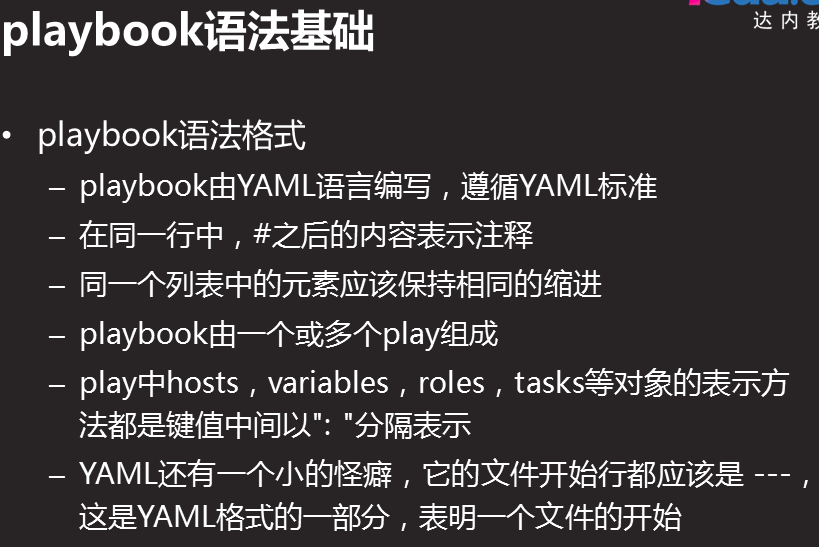 playbook语法基础
达内教
• playbook语法格式
– playbook由YAML语言编写，遵循YAML标准
– 在同一行中，#之后的内容表示注释
– 同一个列表中的元素应该保持相同的缩进
– playbook由一个或多个play组成
– play中hosts，variables，roles，tasks等对象的表示方
法都是键值中间以": "分隔表示
– YAML还有一个小的怪癖，它的文件开始行都应该是 ---，
这是YAML格式的一部分，表明一个文件的开始